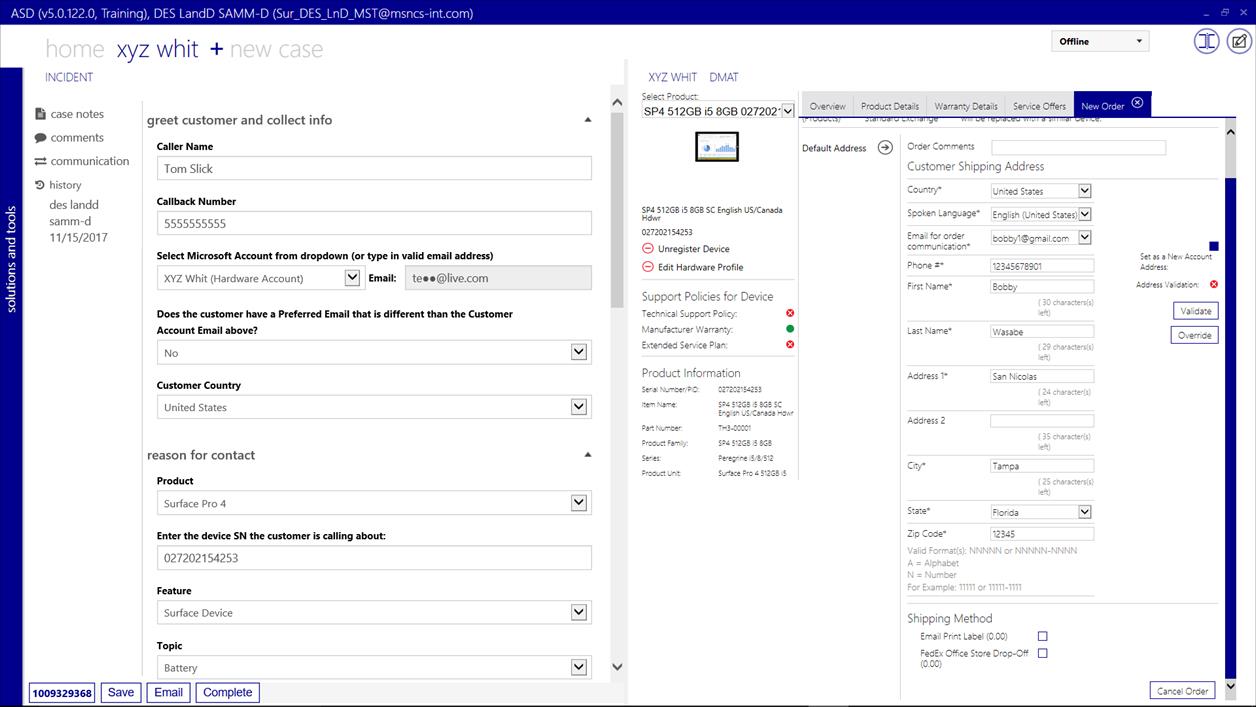 ASD (v5.0.122.0, Training), DES LandD SAMM-D (Sur_DES_LnD_MST@msncs-int.com)
home xyz whit + new case
Offline
solutions and tools
INCIDENT
case notes
comments
communication
history
des landd
samm-d
11/15/2017
greet customer and collect info
Caller Name
Tom Slick
Callback Number
5555555555
Select Microsoft Account from dropdown (or type in valid email address)
XYZ Whit (Hardware Account) Email: te●●@live.com
Does the customer have a Preferred Email that is different than the Customer
Account Email above?
No
Customer Country
United States
reason for contact
Product
Surface Pro 4
Enter the device SN the customer is calling about:
027202154253
Feature
Surface Device
Topic
Battery
1009329368 Save Email Complete
XYZ WHIT DMAT
Select Product:
SP4 512GB i5 8GB 027202
SP4 512GB i5 8GB SC English US/Canada
Hdwr
027202154253
Unregister Device
Edit Hardware Profile
Support Policies for Device
Technical Support Policy:
Manufacturer Warranty:
Extended Service Plan:
Product Information
Serial Number/PID: 027202154253
Item Name: SP4 512GB i5 8GB SC
English US/Canada Hdwr
Part Number: TH3-00001
Product Family: SP4 512GB i5 8GB
Series: Peregrine i5/8/512
Product Unit: Surface Pro 4 512GB i5
Overview Product Details Warranty Details Service Offers New Order
(Products) Standard Exchange will be replaced with a similar device.
Default Address
Order Comments
Customer Shipping Address
Country* United States
Spoken Language* English (United States)
Email for order
communication* bobby1@gmail.com
Phone #* 12345678901
First Name* Bobby
( 30 characters(s)
left)
Last Name* Wasabe
( 29 characters(s)
left)
Address 1* San Nicolas
( 24 characters(s)
left)
Address 2
( 35 character(s)
left)
City* Tampa
( 25 characters(s)
left)
State* Florida
Zip Code* 12345
Valid Format(s): NNNNN or NNNNN-NNNN
A = Alphabet
N = Number
For Example: 11111 or 11111-1111
Set as a New Account
Address:
Address Validation:
Validate
Override
Shipping Method
Email Print Label (0.00)
FedEx Office Store Drop-Off
(0.00)
Cancel Order